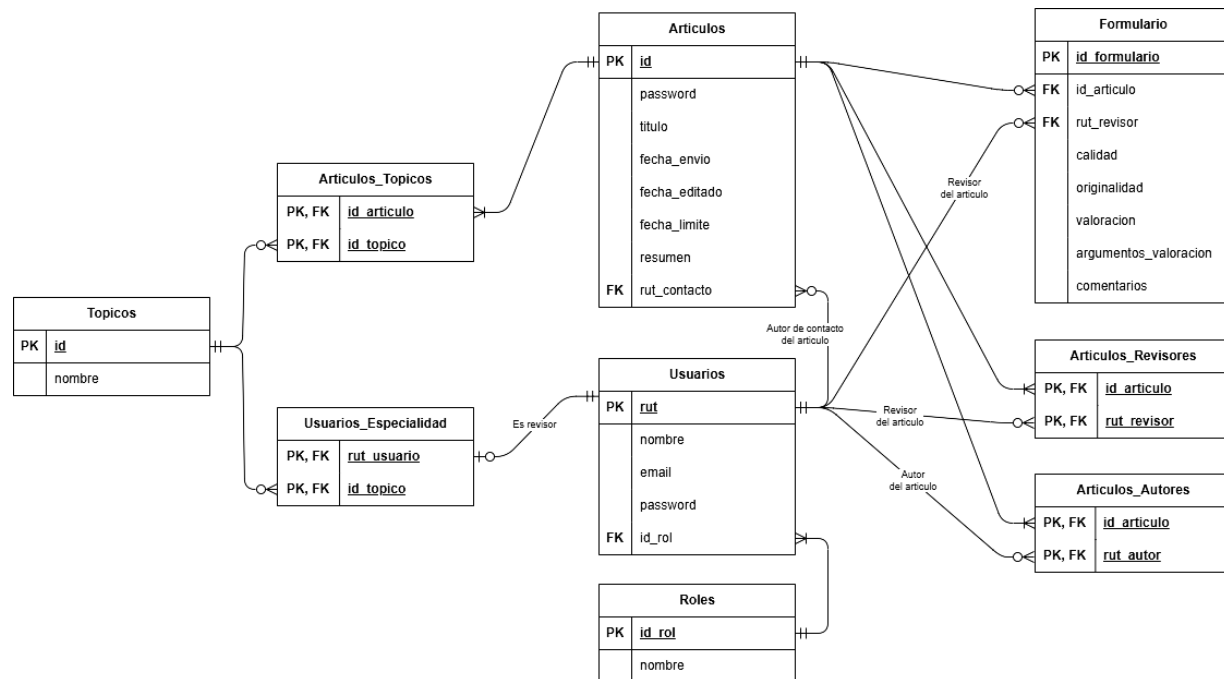 Articulos
PK id
password
titulo
fecha_envio
fecha_editado
fecha_limite
resumen
FK rut_contacto
Formulario
PK id_formulario
FK id_articulo
FK rut_revisor
calidad
originalidad
valoracion
argumentos_valoracion
comentarios
Articulos_Topicos
PK, FK id_articulo
PK, FK id_topico
Topicos
PK id
nombre
Usuarios_Especialidad
PK, FK rut_usuario
PK, FK id_topico
Es revisor
Usuarios
PK rut
nombre
email
password
FK id_rol
Roles
PK id_rol
nombre
Autor de contacto
del articulo
Revisor
del articulo
Revisor
del articulo
Autor
del articulo
Articulos_Revisores
PK, FK id_articulo
PK, FK rut_revisor
Articulos_Autores
PK, FK id_articulo
PK, FK rut_autor